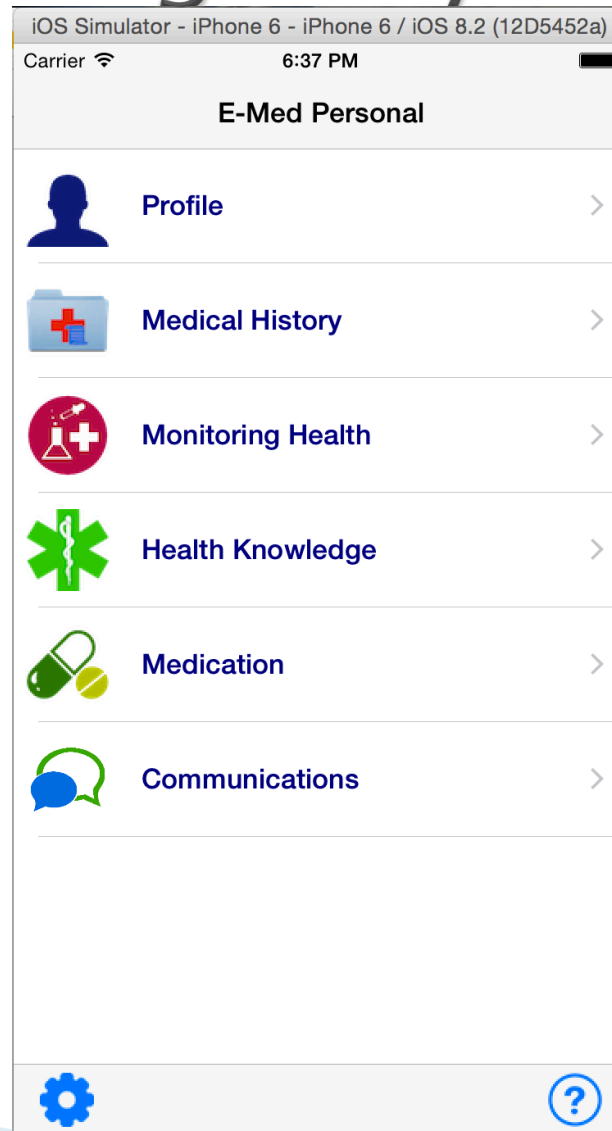 iOS Simulator - iPhone 6 - iPhone 6 / iOS 8.2 (12D5452a)
Carrier 6:37 PM
E-Med Personal
Profile
Medical History
Monitoring Health
Health Knowledge
Medication
Communications
?